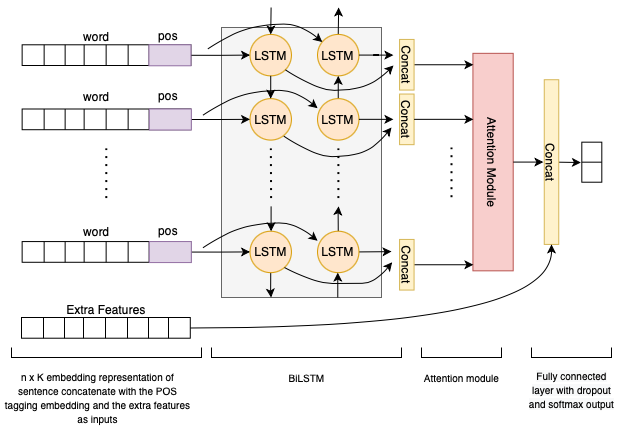 word pos
LSTM LSTM Concat
word pos
LSTM LSTM Concat
Attention Module
Concat
word pos
LSTM LSTM Concat
Extra Features
n x K embedding representation of
sentence concatenate with the POS
tagging embedding and the extra features
as inputs
BiLSTM
Attention module
Fully connected
layer with dropout
and softmax output